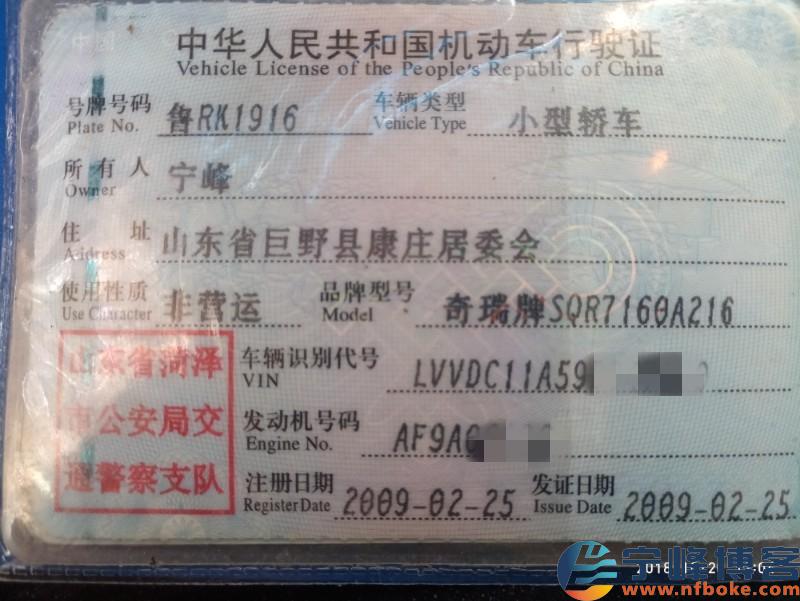 中华人民共和国机动车行驶证
Vehicle License of the People's Republic of China
号牌号码 鲁RK1916 车辆类型 小型轿车
Plate No. Vehicle Type
所有人 宁峰
Owner
住址 山东省巨野县康庄居委会
Address
使用性质 非营运 品牌型号 奇瑞牌SQR7160A216
Use Character Model
山东省菏泽
市公安局交
通警察支队
车辆识别代号 LVVDC11A59
VIN
发动机号码 AF9A
Engine No.
注册日期 2009-02-25 发证日期 2009-02-25
Register Date Issue Date
宁峰博客
www.nfboke.com